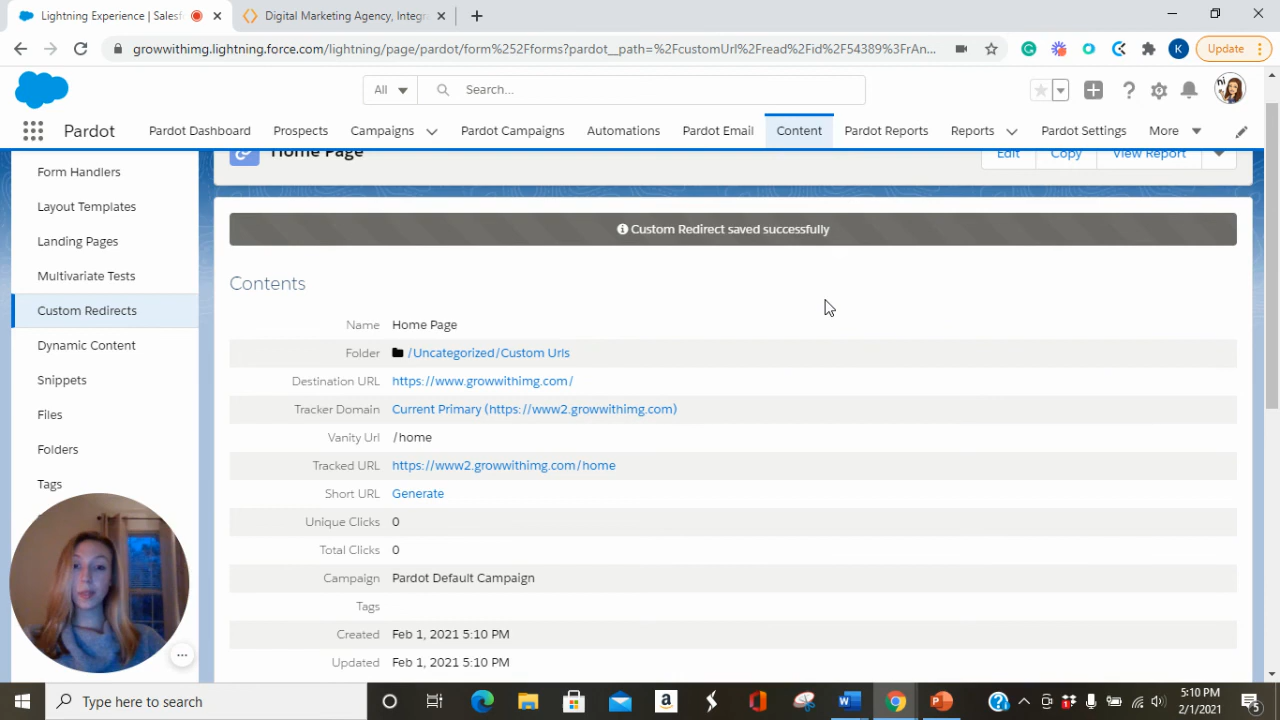 Lightning Experience | Salesf
Digital Marketing Agency, Integr
growwithimg.lightning.force.com/lightning/page/pardot/form%252Fforms?pardot__path=%2FcustomUrl%2Fread%2Fid%2F54389%3FrAn...
K
Update
All
Search...
hi
Pardot
Pardot Dashboard
Prospects
Campaigns
Pardot Campaigns
Automations
Pardot Email
Content
Pardot Reports
Reports
Pardot Settings
More
Form Handlers
Layout Templates
Landing Pages
Multivariate Tests
Custom Redirects
Dynamic Content
Snippets
Files
Folders
Tags
Home Page
Edit
Copy
View Report
Custom Redirect saved successfully
Contents
Name Home Page
Folder /Uncategorized/Custom Urls
Destination URL https://www.growwithimg.com/
Tracker Domain Current Primary (https://www2.growwithimg.com)
Vanity Url /home
Tracked URL https://www2.growwithimg.com/home
Short URL Generate
Unique Clicks 0
Total Clicks 0
Campaign Pardot Default Campaign
Tags
Created Feb 1, 2021 5:10 PM
Updated Feb 1, 2021 5:10 PM
Type here to search
5:10 PM
2/1/2021
5